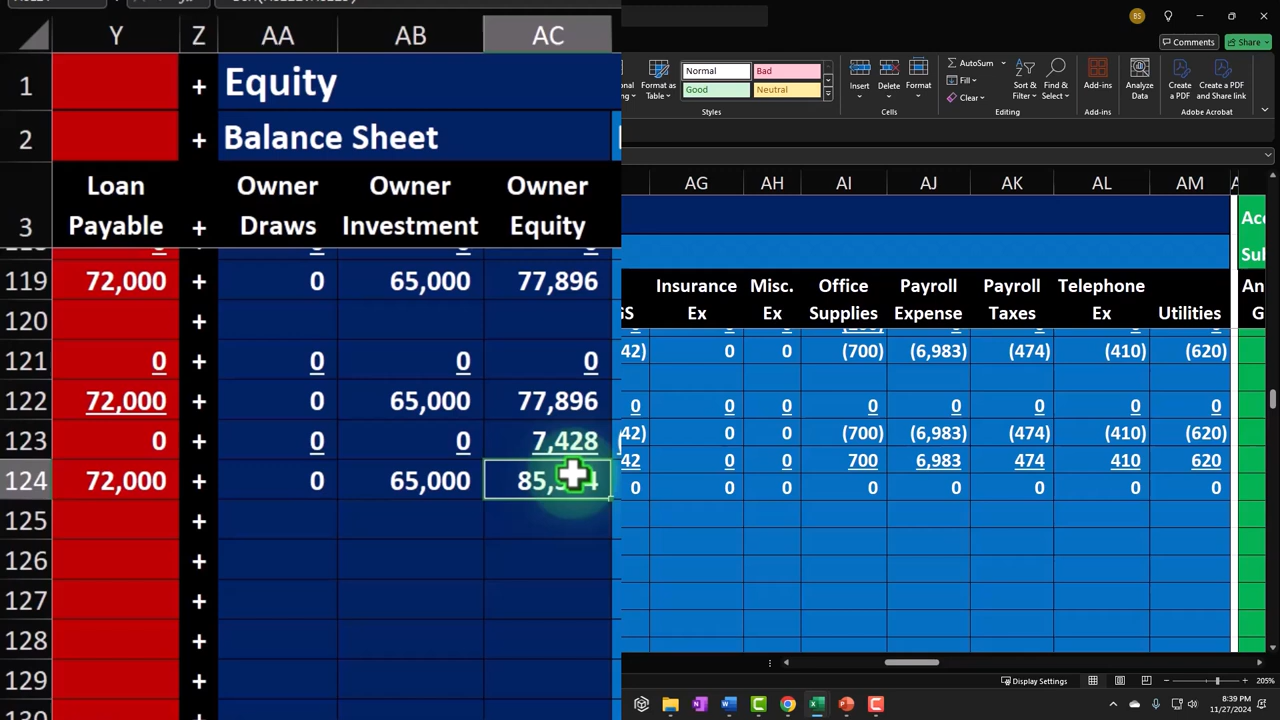 Y Z AA AB AC
1 + Equity
2 + Balance Sheet
Loan Owner Owner Owner
3 Payable + Draws Investment Equity
119 72,000 + 0 65,000 77,896
120 +
121 0 + 0 0 0
122 72,000 + 0 65,000 77,896
123 0 + 0 0 7,428
124 72,000 + 0 65,000
125 +
126 +
127 +
128 +
129 +
BS
Comments Share
Format as Table
Normal Bad
Good Neutral
Styles
Insert Delete Format
Cells
AutoSum
Fill
Clear
Sort & Filter
Find & Select
Editing
Add-ins
Add-ins
Analyze Data
Create a PDF
Create a PDF and Share link
Adobe Acrobat
AG AH AI AJ AK AL AM
Insurance Misc. Office Payroll Payroll Telephone
GS Ex Ex Supplies Expense Taxes Ex Utilities
42) 0 0 (700) (6,983) (474) (410) (620)
0 0 0 0 0 0 0 0
42) 0 0 (700) (6,983) (474) (410) (620)
42 0 0 700 6,983 474 410 620
0 0 0 0 0 0 0 0
Display Settings
205%
8:39 PM
11/27/2024